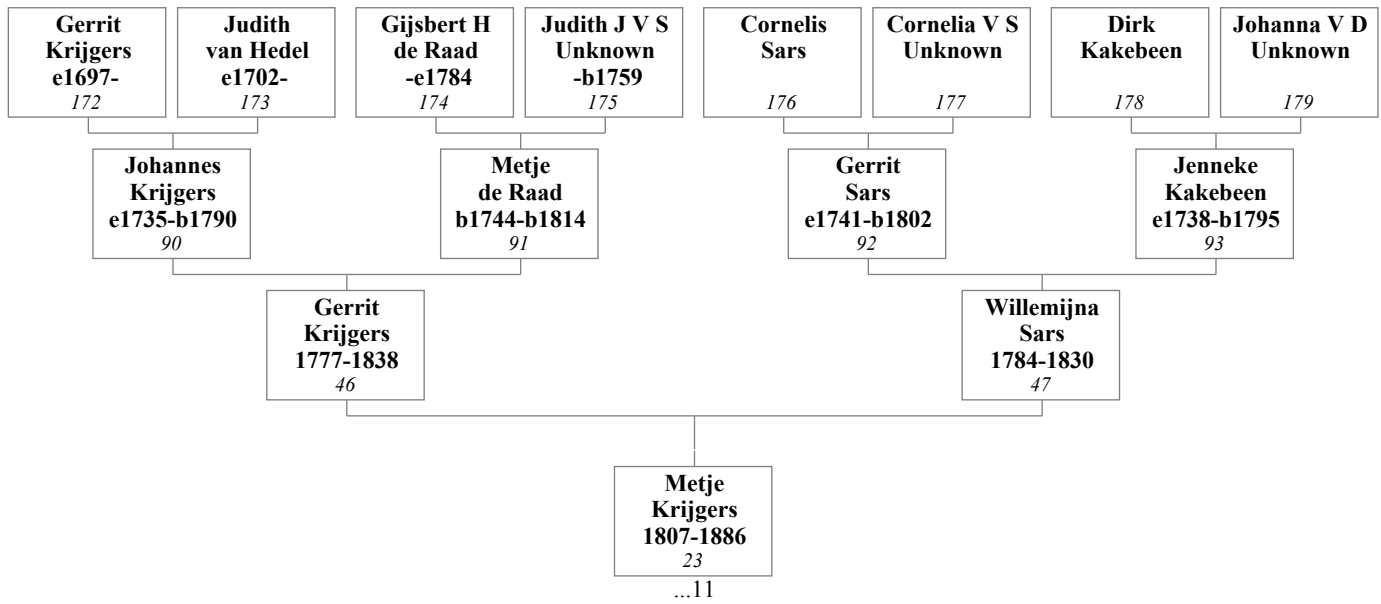 Gerrit
Krijgers
e1697-
172
Judith
van Hedel
e1702-
173
Gijsbert H
de Raad
-e1784
174
Judith J V S
Unknown
-b1759
175
Cornelis
Sars
176
Cornelia V S
Unknown
177
Dirk
Kakebeen
178
Johanna V D
Unknown
179
Johannes
Krijgers
e1735-b1790
90
Metje
de Raad
b1744-b1814
91
Gerrit
Sars
e1741-b1802
92
Jenneke
Kakebeen
e1738-b1795
93
Gerrit
Krijgers
1777-1838
46
Willemijna
Sars
1784-1830
47
Metje
Krijgers
1807-1886
23
...11